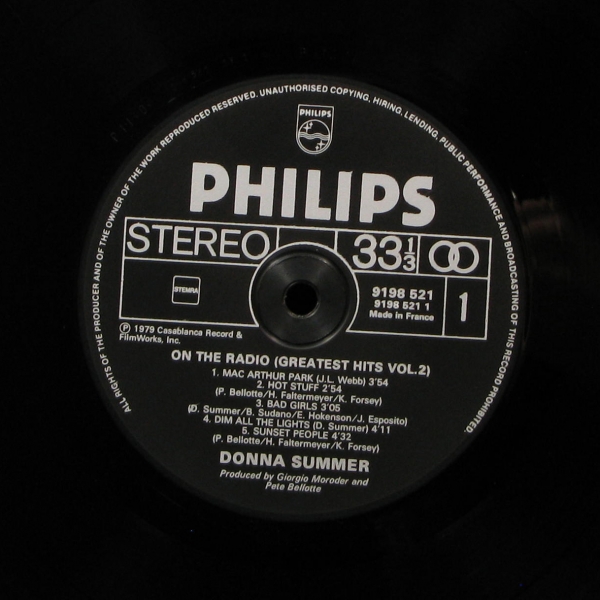 ALL RIGHTS OF THE PRODUCER AND OF THE OWNER OF THE WORK REPRODUCED RESERVED. UNAUTHORISED COPYING, HIRING, LENDING, PUBLIC PERFORMANCE AND BROADCASTING OF THIS RECORD PROHIBITED.
PHILIPS
PHILIPS
STEREO 33 1/3
STEMRA
9198 521
9198 521 1
Made in France
1
℗ 1979 Casablanca Record &
FilmWorks, Inc.
ON THE RADIO (GREATEST HITS VOL.2)
1. MAC ARTHUR PARK (J.L. Webb) 3'54
2. HOT STUFF 2'54
(P. Bellotte/H. Faltermeyer/K. Forsey)
3. BAD GIRLS 3'05
(D. Summer/B. Sudano/E. Hokenson/J. Esposito)
4. DIM ALL THE LIGHTS (D. Summer) 4'11
5. SUNSET PEOPLE 4'32
(P. Bellotte/H. Faltermeyer/K. Forsey)
DONNA SUMMER
Produced by Giorgio Moroder and
Pete Bellotte